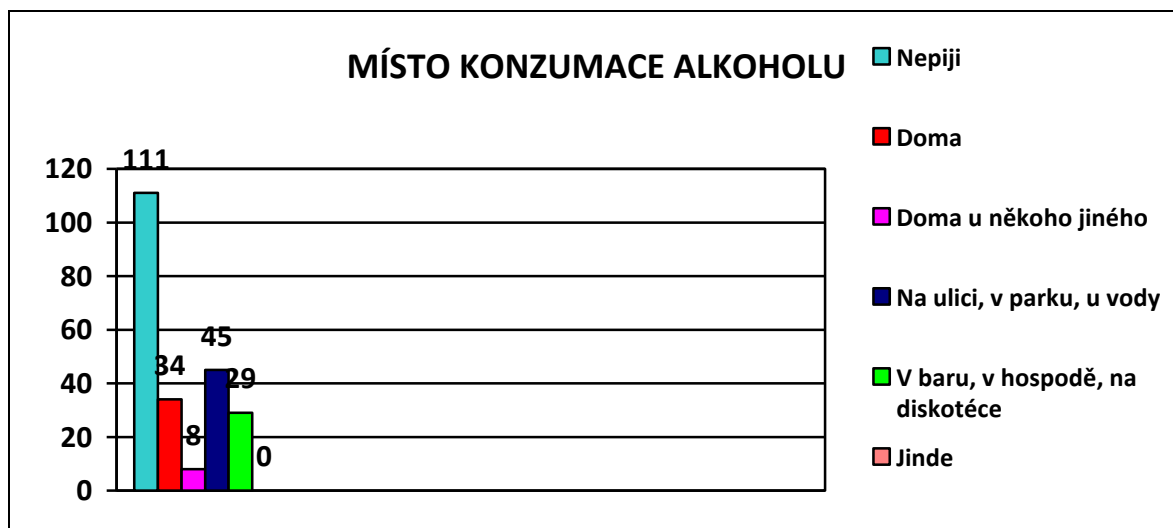 MÍSTO KONZUMACE ALKOHOLU
120
100
80
60
40
20
0
111
34
8
45
29
0
Nepiji
Doma
Doma u někoho jiného
Na ulici, v parku, u vody
V baru, v hospodě, na
diskotéce
Jinde